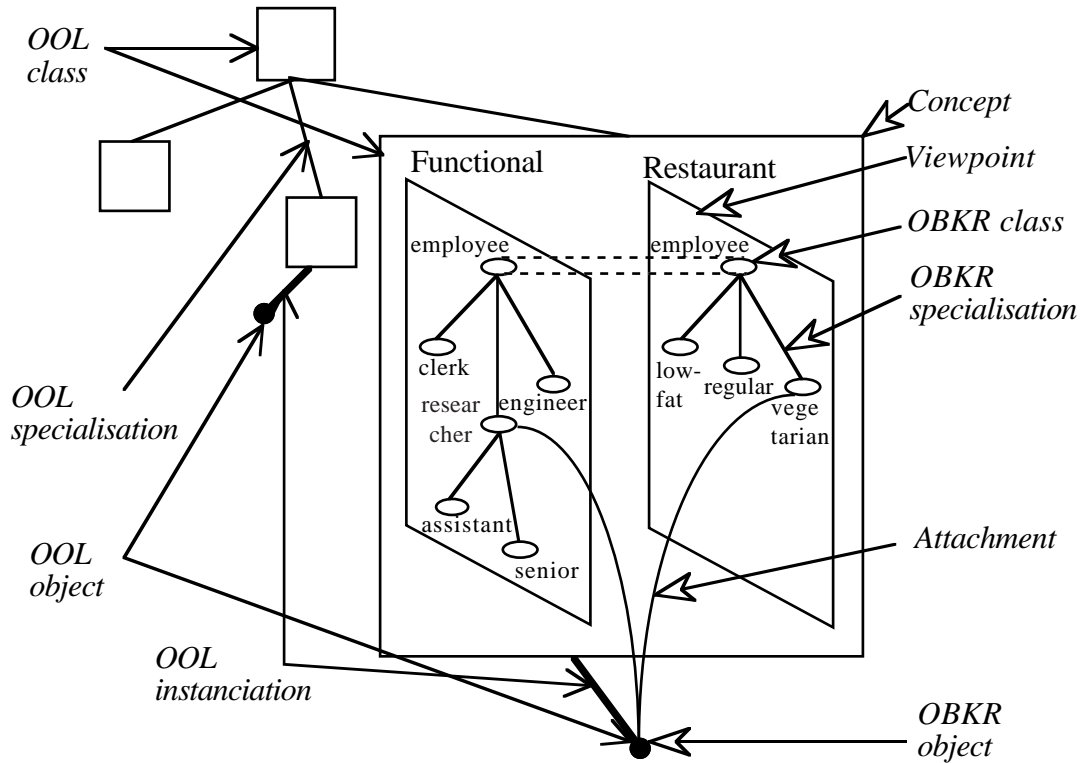 OOL
class
Concept
Functional
Restaurant
Viewpoint
employee
employee
OBKR class
OBKR
specialisation
clerk
engineer
resear
cher
assistant
senior
low-
fat
regular
vege
tarian
OOL
specialisation
OOL
object
Attachment
OOL
instanciation
OBKR
object